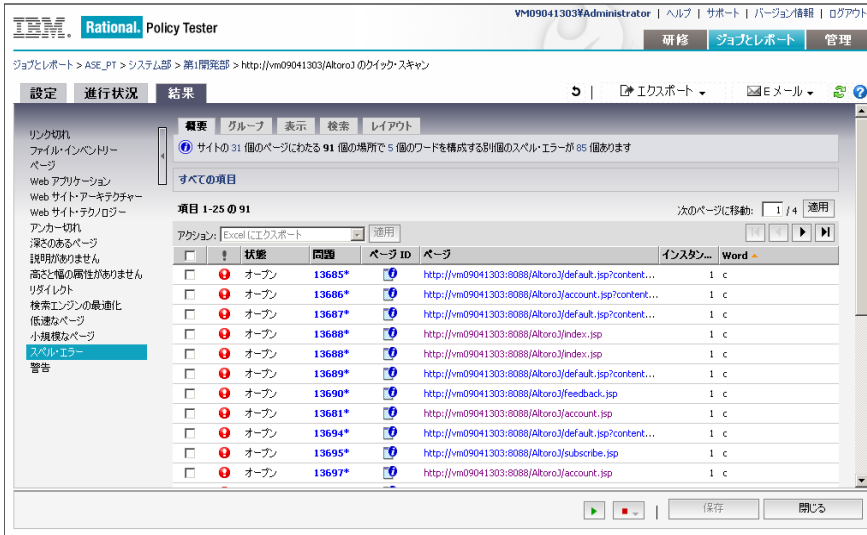 VM09041303¥Administrator | ヘルプ | サポート | バージョン情報 | ログアウト
IBM. Rational. Policy Tester
研修 ジョブとレポート 管理
ジョブとレポート > ASE_PT > システム部 > 第1開発部 > http://vm09041303/AltoroJ のクイック・スキャン
設定 進行状況 結果
エクスポート Eメール
リンク切れ
ファイル・インベントリー
ページ
Web アプリケーション
Web サイト・アーキテクチャー
Web サイト・テクノロジー
アンカー切れ
深さのあるページ
説明がありません
高さと幅の属性がありません
リダイレクト
検索エンジンの最適化
低速なページ
小規模なページ
スペル・エラー
警告
概要 グループ 表示 検索 レイアウト
サイトの 31 個のページにわたる 91 個の場所で 5 個のワードを構成する別個のスペル・エラーが 85 個あります
すべての項目
項目 1-25 の 91 次のページに移動: 1 / 4 適用
アクション: Excel にエクスポート 適用
! 状態 問題 ページ ID ページ インスタン... Word
オープン 13685* http://vm09041303:8088/AltoroJ/default.jsp?content... 1 c
オープン 13686* http://vm09041303:8088/AltoroJ/account.jsp?content... 1 c
オープン 13687* http://vm09041303:8088/AltoroJ/default.jsp?content... 1 c
オープン 13688* http://vm09041303:8088/AltoroJ/index.jsp 1 c
オープン 13688* http://vm09041303:8088/AltoroJ/index.jsp 1 c
オープン 13689* http://vm09041303:8088/AltoroJ/default.jsp?content... 1 c
オープン 13690* http://vm09041303:8088/AltoroJ/feedback.jsp 1 c
オープン 13681* http://vm09041303:8088/AltoroJ/account.jsp 1 c
オープン 13694* http://vm09041303:8088/AltoroJ/default.jsp?content... 1 c
オープン 13695* http://vm09041303:8088/AltoroJ/subscribe.jsp 1 c
オープン 13697* http://vm09041303:8088/AltoroJ/account.jsp 1 c
保存 閉じる